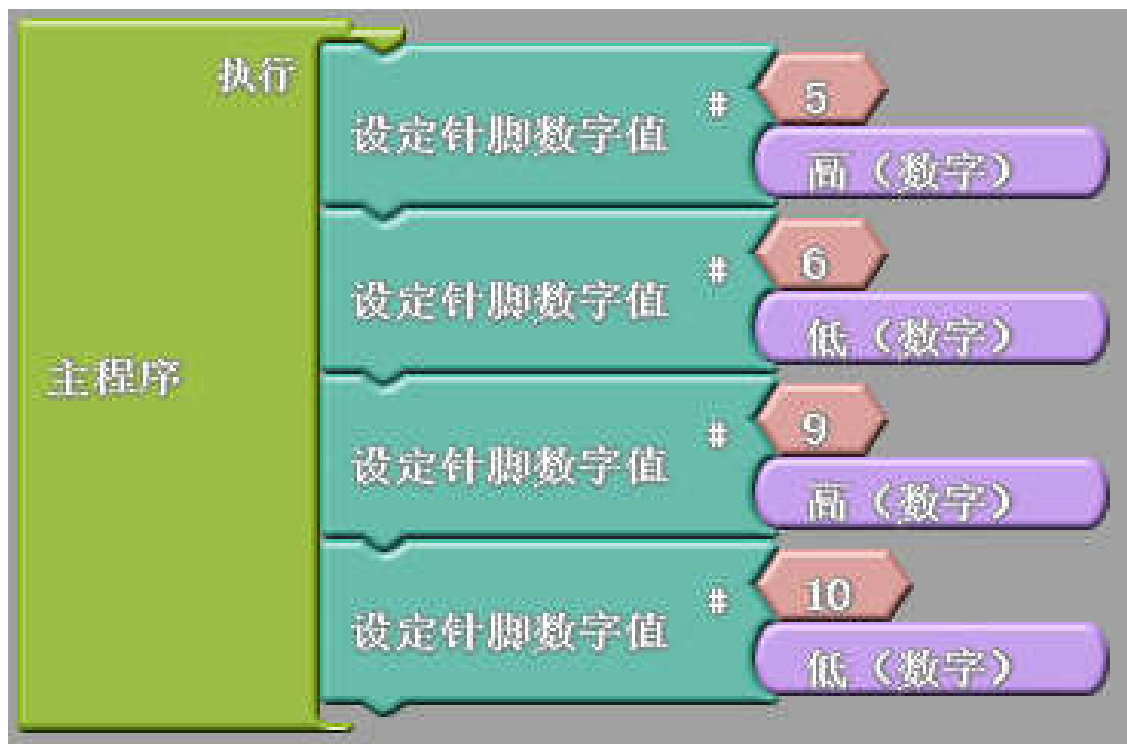 执行
设定针脚数字值 # 5
高（数字）
设定针脚数字值 # 6
低（数字）
主程序
设定针脚数字值 # 9
高（数字）
设定针脚数字值 # 10
低（数字）